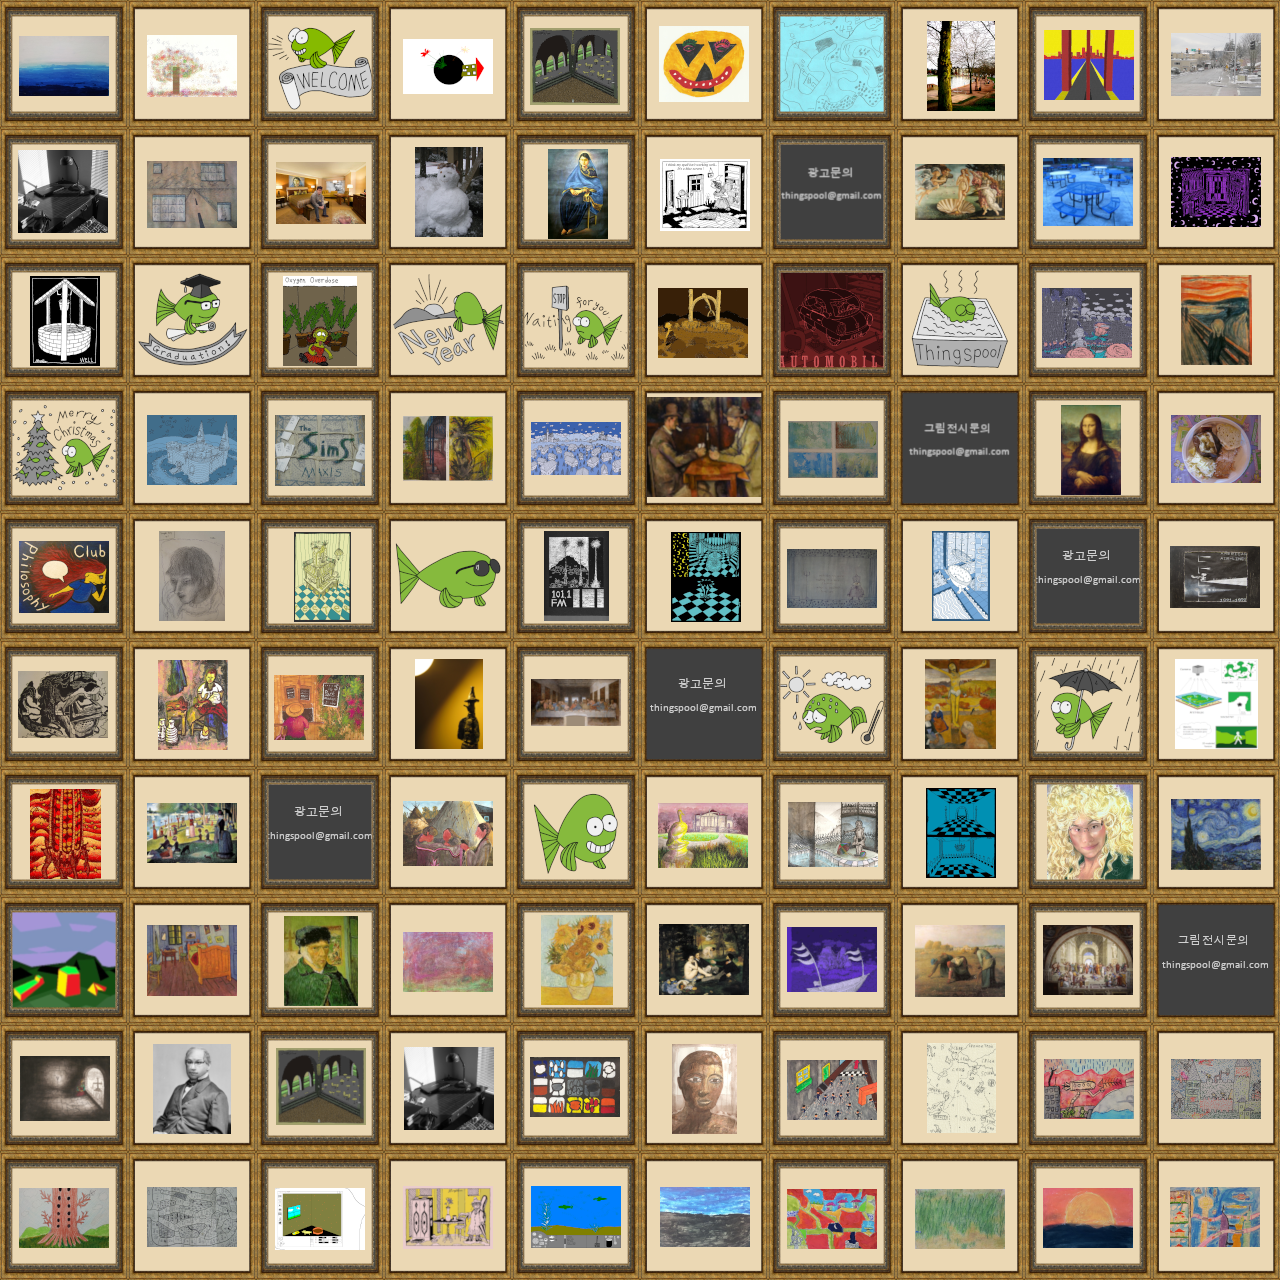 WELCOME
광고문의
thingspool@gmail.com
WELL
Graduation!
Oxygen Overdose
New
Year
STOP
Waiting
for you
AUTOMOBIL
Thingspool
Merry
Christmas
The
Sims
MAXIS
그림전시문의
thingspool@gmail.com
Philosophy
Club
101.1
FM
광고문의
thingspool@gmail.com
광고문의
thingspool@gmail.com
광고문의
thingspool@gmail.com
그림전시문의
thingspool@gmail.com